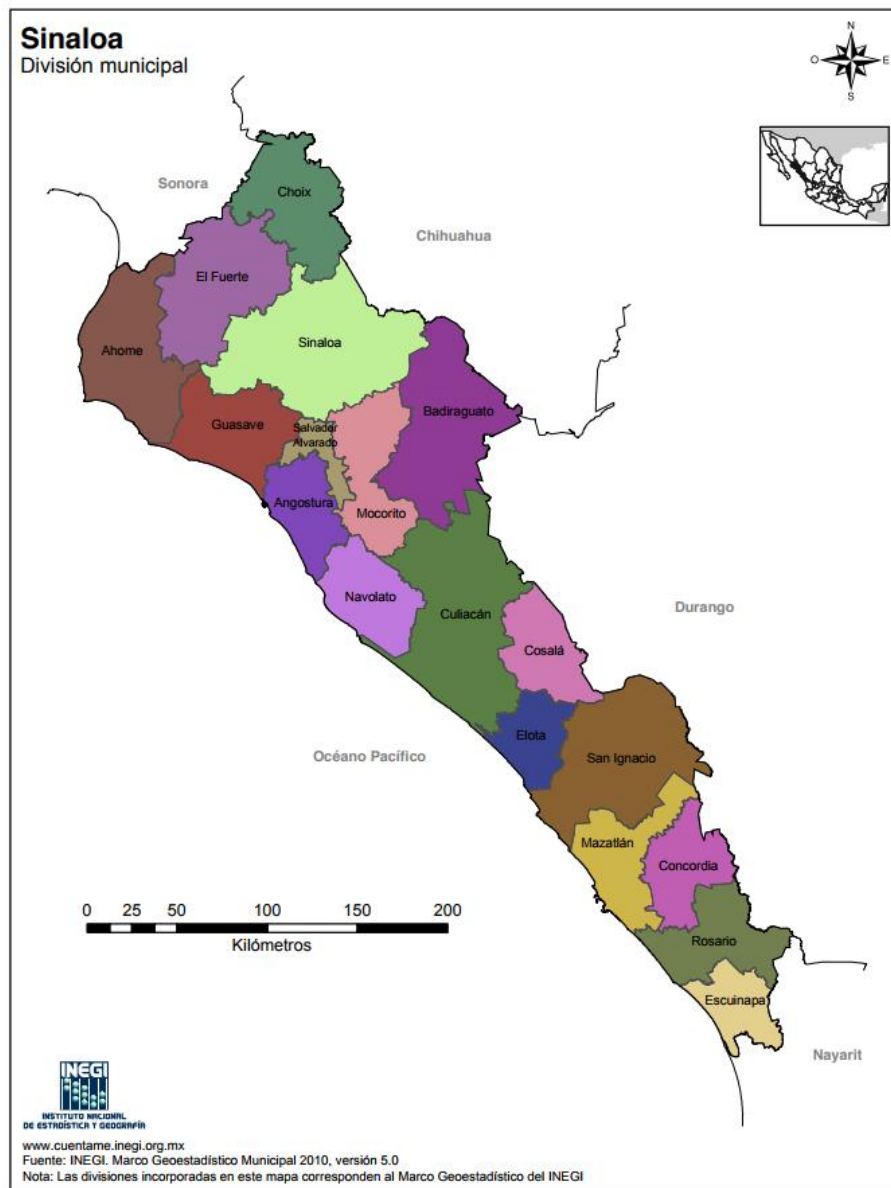 Sinaloa
División municipal
N
O
E
S
Sonora
Choix
Chihuahua
El Fuerte
Ahome
Sinaloa
Badiraguato
Guasave
Salvador
Alvarado
Angostura
Mocorito
Navolato
Culiacán
Durango
Cosalá
Elota
Océano Pacífico
San Ignacio
Mazatlán
Concordia
0 25 50 100 150 200
Kilómetros
Rosario
Escuinapa
Nayarit
INEGI
INSTITUTO NACIONAL
DE ESTADÍSTICA Y GEOGRAFÍA
www.cuentame.inegi.org.mx
Fuente: INEGI. Marco Geoestadístico Municipal 2010, versión 5.0
Nota: Las divisiones incorporadas en este mapa corresponden al Marco Geoestadístico del INEGI